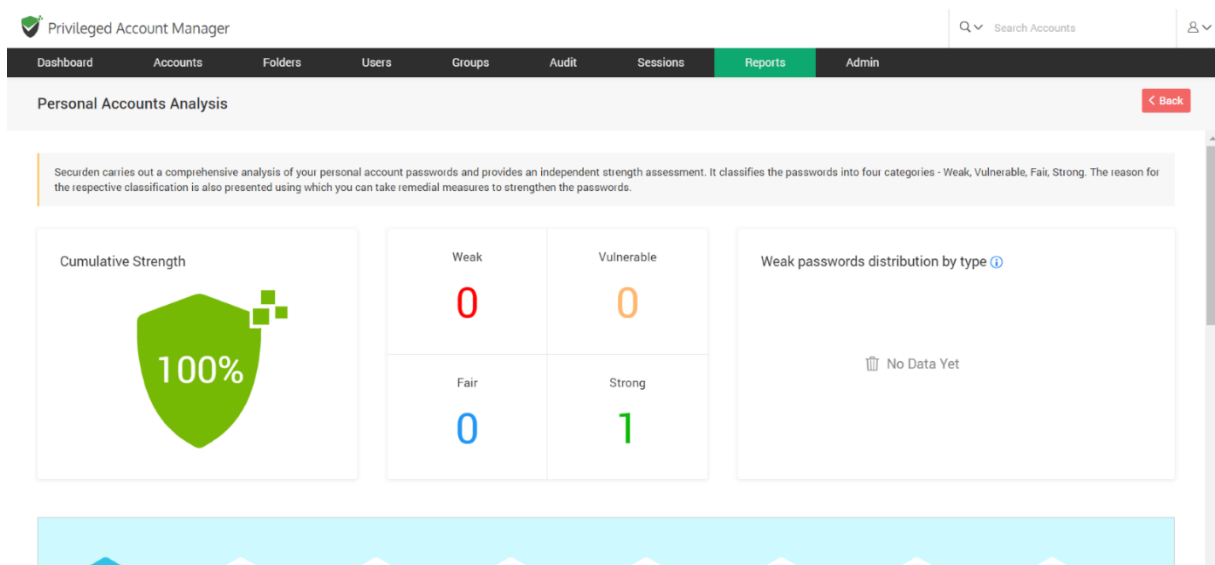 Privileged Account Manager
Search Accounts
Dashboard Accounts Folders Users Groups Audit Sessions Reports Admin
Personal Accounts Analysis
< Back
Securden carries out a comprehensive analysis of your personal account passwords and provides an independent strength assessment. It classifies the passwords into four categories - Weak, Vulnerable, Fair, Strong. The reason for
the respective classification is also presented using which you can take remedial measures to strengthen the passwords.
Cumulative Strength
100%
Weak
0
Vulnerable
0
Fair
0
Strong
1
Weak passwords distribution by type
No Data Yet